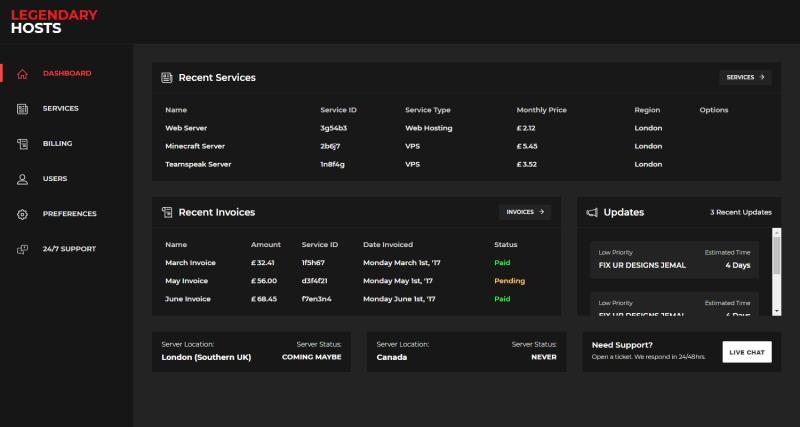 LEGENDARY
HOSTS
DASHBOARD
SERVICES
BILLING
USERS
PREFERENCES
24/7 SUPPORT
Recent Services
SERVICES →
Name Service ID Service Type Monthly Price Region Options
Web Server 3g54b3 Web Hosting £ 2.12 London
Minecraft Server 2b6j7 VPS £ 5.45 London
Teamspeak Server 1n8f4g VPS £ 3.52 London
Recent Invoices
INVOICES →
Name Amount Service ID Date Invoiced Status
March Invoice £ 32.41 1f5h67 Monday March 1st, '17 Paid
May Invoice £ 56.00 d3f4f21 Monday May 1st, '17 Pending
June Invoice £ 68.45 f7en3n4 Monday June 1st, '17 Paid
Updates 3 Recent Updates
Low Priority Estimated Time
FIX UR DESIGNS JEMAL 4 Days
Low Priority Estimated Time
FIX UR DESIGNS JEMAL 4 Days
Server Location: Server Status:
London (Southern UK) COMING MAYBE
Server Location: Server Status:
Canada NEVER
Need Support?
Open a ticket. We respond in 24/48hrs.
LIVE CHAT